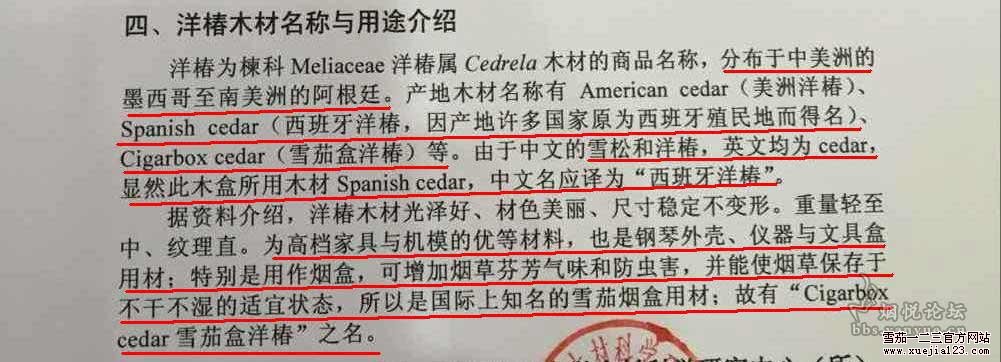 四、洋椿木材名称与用途介绍
洋椿为楝科 Meliaceae 洋椿属 Cedrela 木材的商品名称，分布于中美洲的
墨西哥至南美洲的阿根廷。产地木材名称有 American cedar（美洲洋椿）、
Spanish cedar（西班牙洋椿，因产地许多国家原为西班牙殖民地而得名）、
Cigarbox cedar（雪茄盒洋椿）等。由于中文的雪松和洋椿，英文均为 cedar，
显然此木盒所用木材 Spanish cedar，中文名应译为“西班牙洋椿”。
据资料介绍，洋椿木材光泽好、材色美丽、尺寸稳定不变形。重量轻至
中、纹理直。为高档家具与机模的优等材料，也是钢琴外壳、仪器与文具盒
用材；特别是用作烟盒，可增加烟草芬芳气味和防虫害，并能使烟草保存于
不干不湿的适宜状态，所以是国际上知名的雪茄烟盒用材；故有“Cigarbox
cedar 雪茄盒洋椿”之名。
烟悦论坛
bbs.yanyue.cn
材科学
雪茄一二三官方网站
www.xuejia123.com